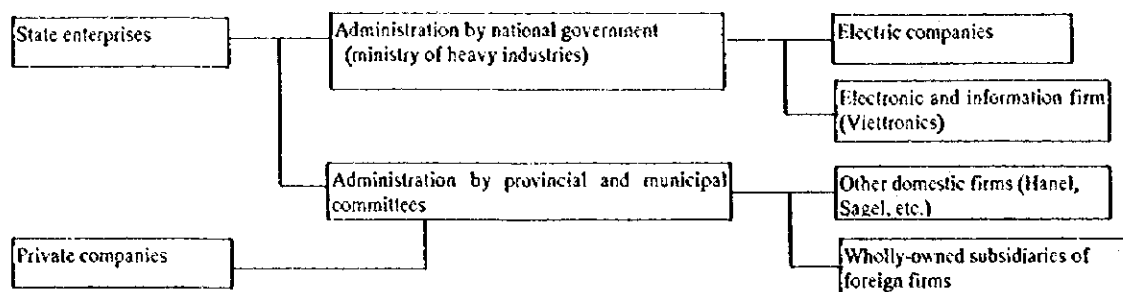 State enterprises
Administration by national government
(ministry of heavy industries)
Electric companies
Electronic and information firm
(Viettronics)
Administration by provincial and municipal
committees
Other domestic firms (Hanel,
Sagel, etc.)
Private companies
Wholly-owned subsidiaries of
foreign firms